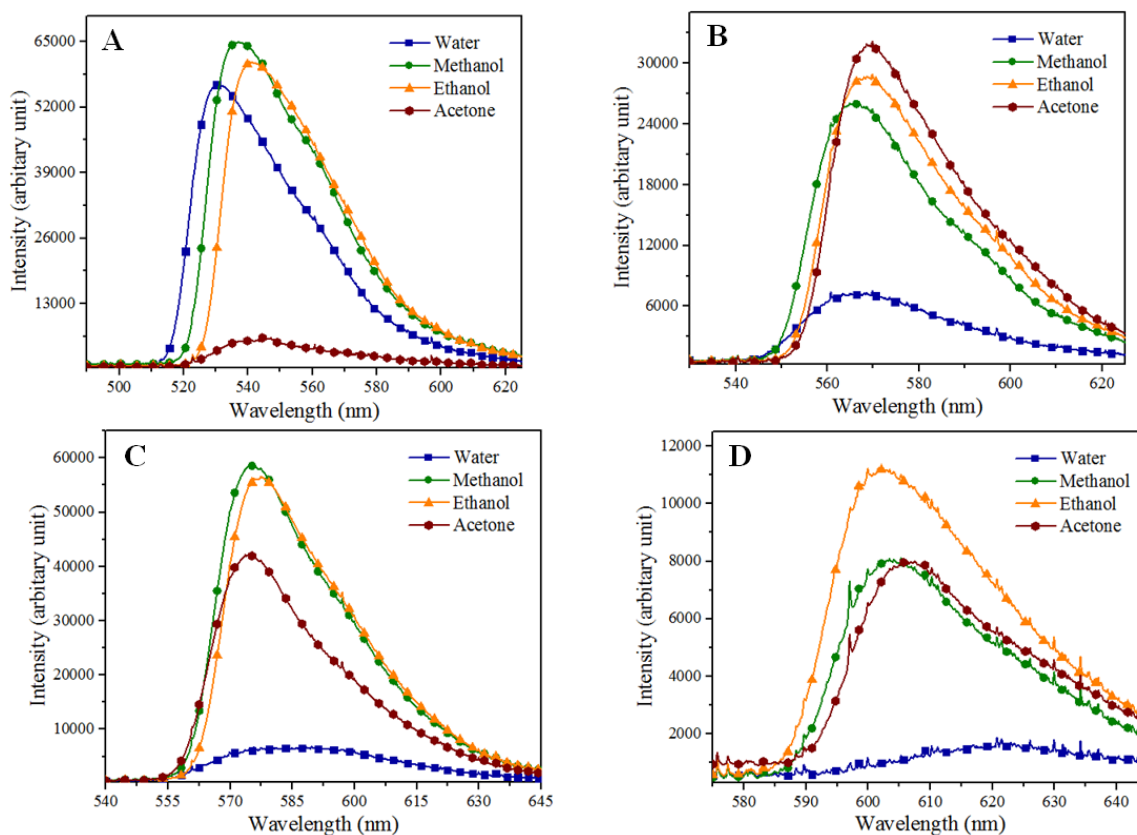 A
Water
Methanol
Ethanol
Acetone
65000
52000
39000
26000
13000
Intensity (arbitary unit)
500 520 540 560 580 600 620
Wavelength (nm)
B
Water
Methanol
Ethanol
Acetone
30000
24000
18000
12000
6000
Intensity (arbitary unit)
540 560 580 600 620
Wavelength (nm)
C
Water
Methanol
Ethanol
Acetone
60000
50000
40000
30000
20000
10000
Intensity (arbitary unit)
540 555 570 585 600 615 630 645
Wavelength (nm)
D
Water
Methanol
Ethanol
Acetone
12000
10000
8000
6000
4000
2000
Intensity (arbitary unit)
580 590 600 610 620 630 640
Wavelength (nm)